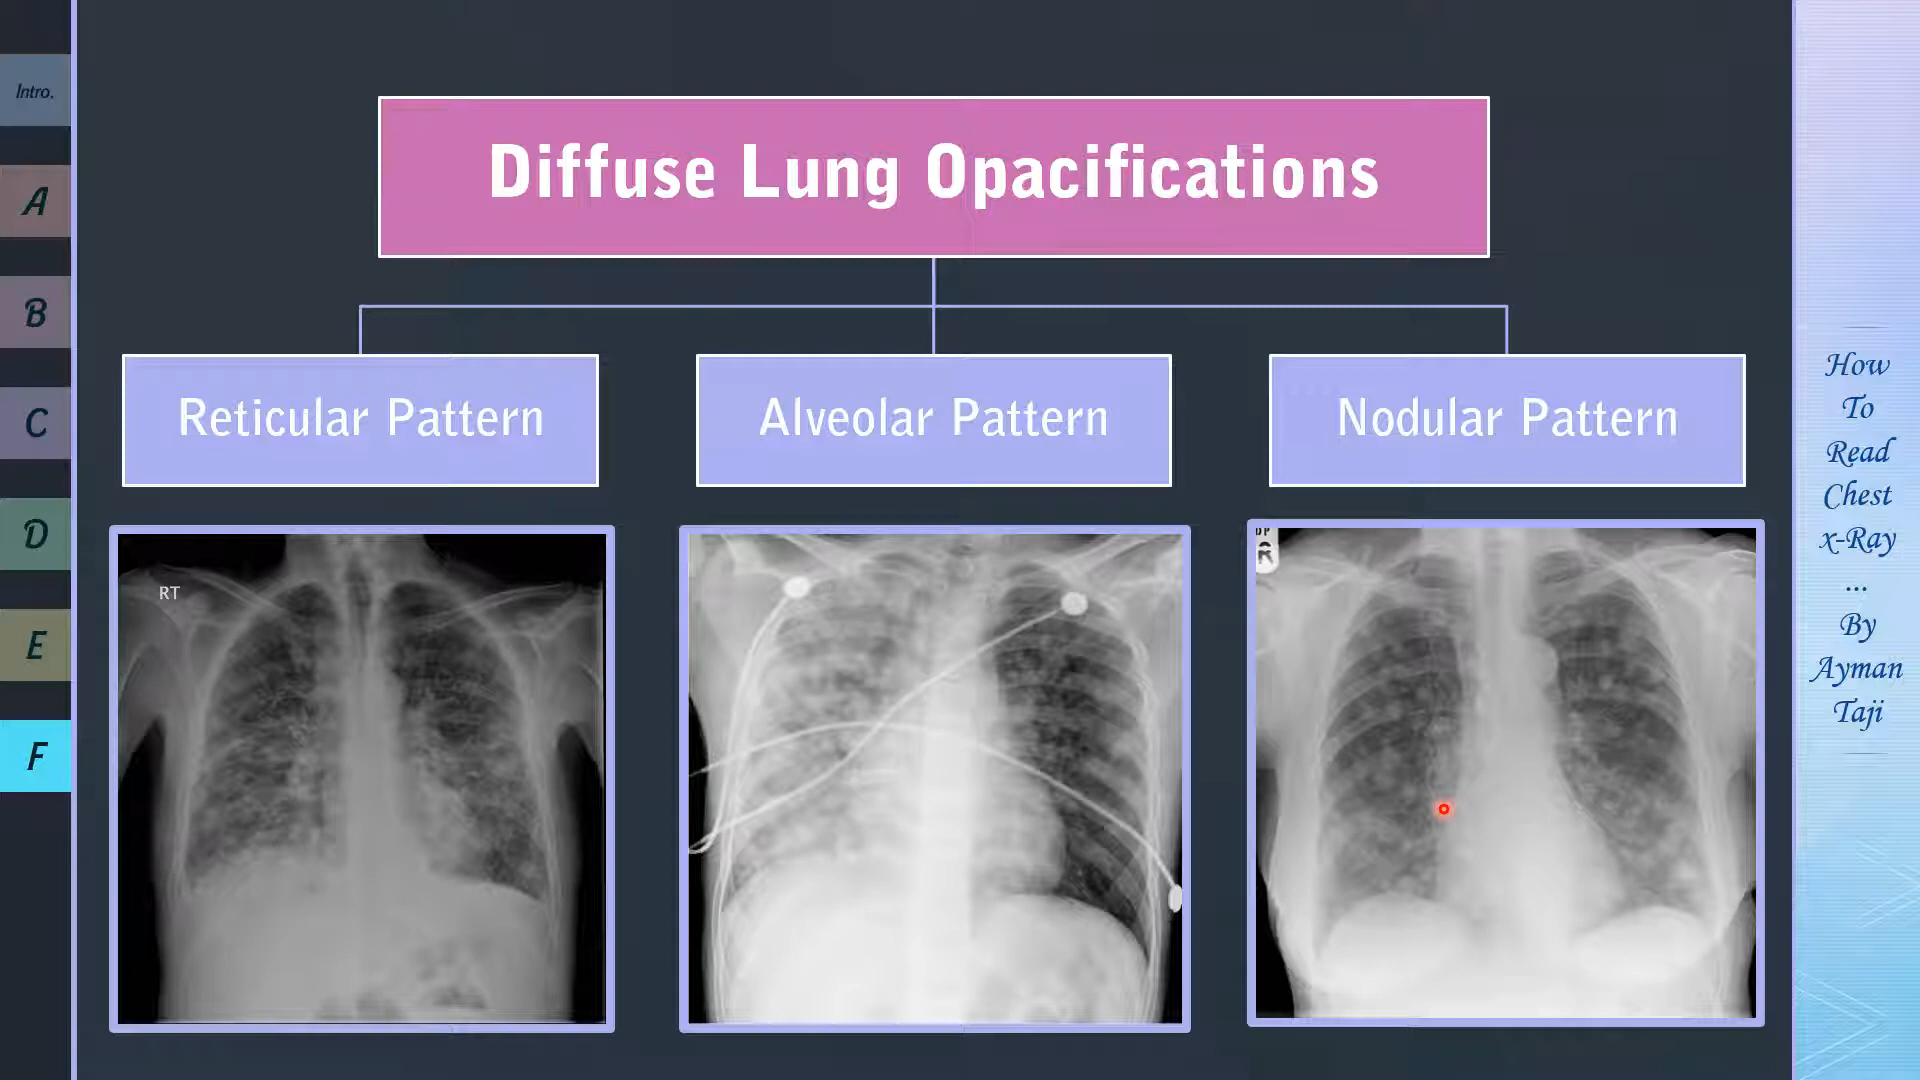 Intro.
A
B
C
D
E
F
Diffuse Lung Opacifications
Reticular Pattern
Alveolar Pattern
Nodular Pattern
RT
DP
R
How
To
Read
Chest
x-Ray
...
By
Ayman
Taji